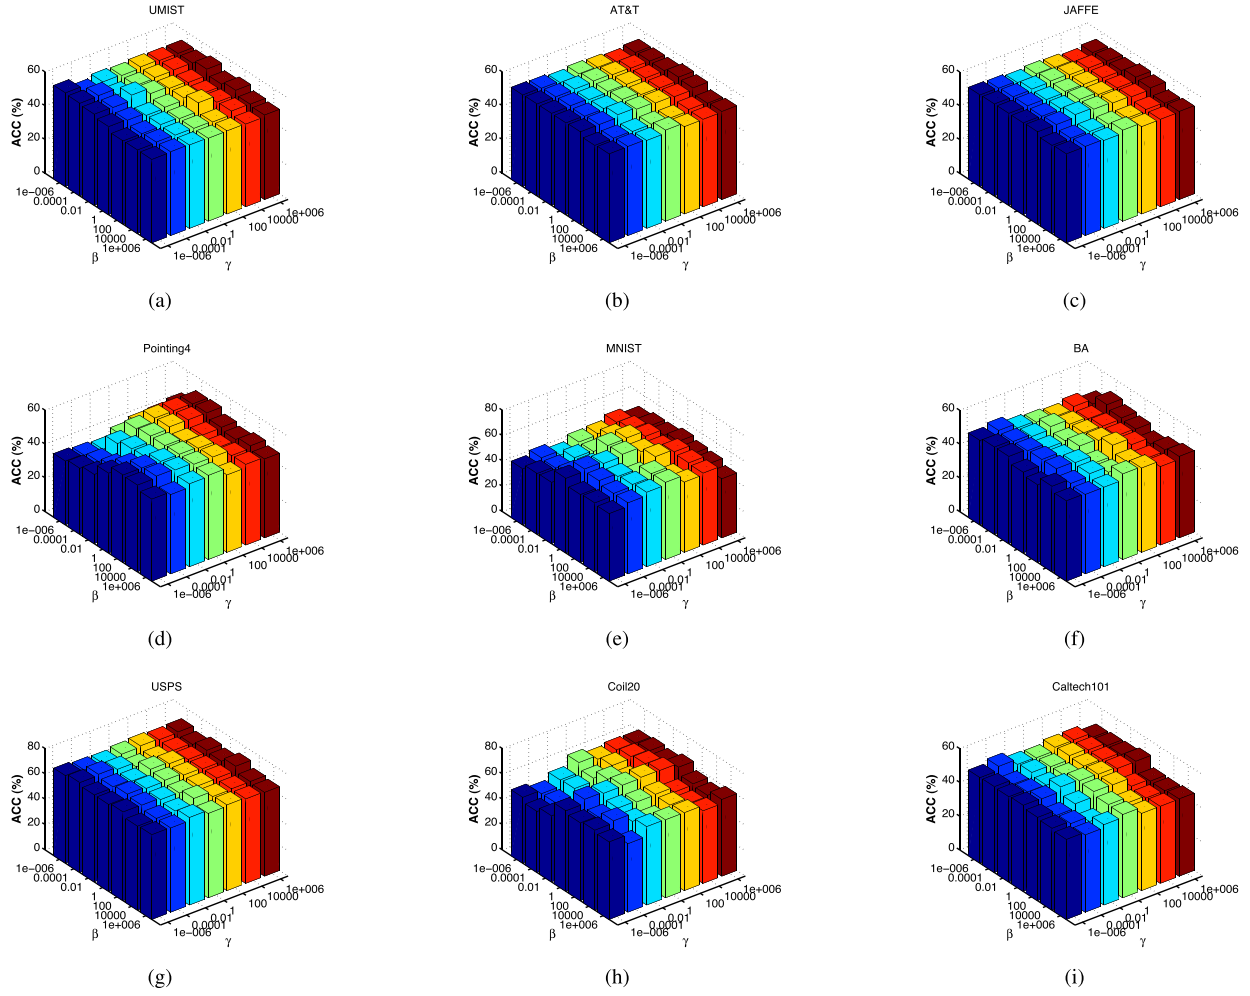 UMIST
ACC (%)
60
40
20
0
1e−006
0.0001
0.01
1
100
10000
1e+006
β
1e−006
0.0001
0.01
1
100
10000
1e+006
γ
(a)
AT&T
ACC (%)
60
40
20
0
1e−006
0.0001
0.01
1
100
10000
1e+006
β
1e−006
0.0001
0.01
1
100
10000
1e+006
γ
(b)
JAFFE
ACC (%)
60
40
20
0
1e−006
0.0001
0.01
1
100
10000
1e+006
β
1e−006
0.0001
0.01
1
100
10000
1e+006
γ
(c)
Pointing4
ACC (%)
60
40
20
0
1e−006
0.0001
0.01
1
100
10000
1e+006
β
1e−006
0.0001
0.01
1
100
10000
1e+006
γ
(d)
MNIST
ACC (%)
80
60
40
20
0
1e−006
0.0001
0.01
1
100
10000
1e+006
β
1e−006
0.0001
0.01
1
100
10000
1e+006
γ
(e)
BA
ACC (%)
60
40
20
0
1e−006
0.0001
0.01
1
100
10000
1e+006
β
1e−006
0.0001
0.01
1
100
10000
1e+006
γ
(f)
USPS
ACC (%)
80
60
40
20
0
1e−006
0.0001
0.01
1
100
10000
1e+006
β
1e−006
0.0001
0.01
1
100
10000
1e+006
γ
(g)
Coil20
ACC (%)
80
60
40
20
0
1e−006
0.0001
0.01
1
100
10000
1e+006
β
1e−006
0.0001
0.01
1
100
10000
1e+006
γ
(h)
Caltech101
ACC (%)
60
40
20
0
1e−006
0.0001
0.01
1
100
10000
1e+006
β
1e−006
0.0001
0.01
1
100
10000
1e+006
γ
(i)